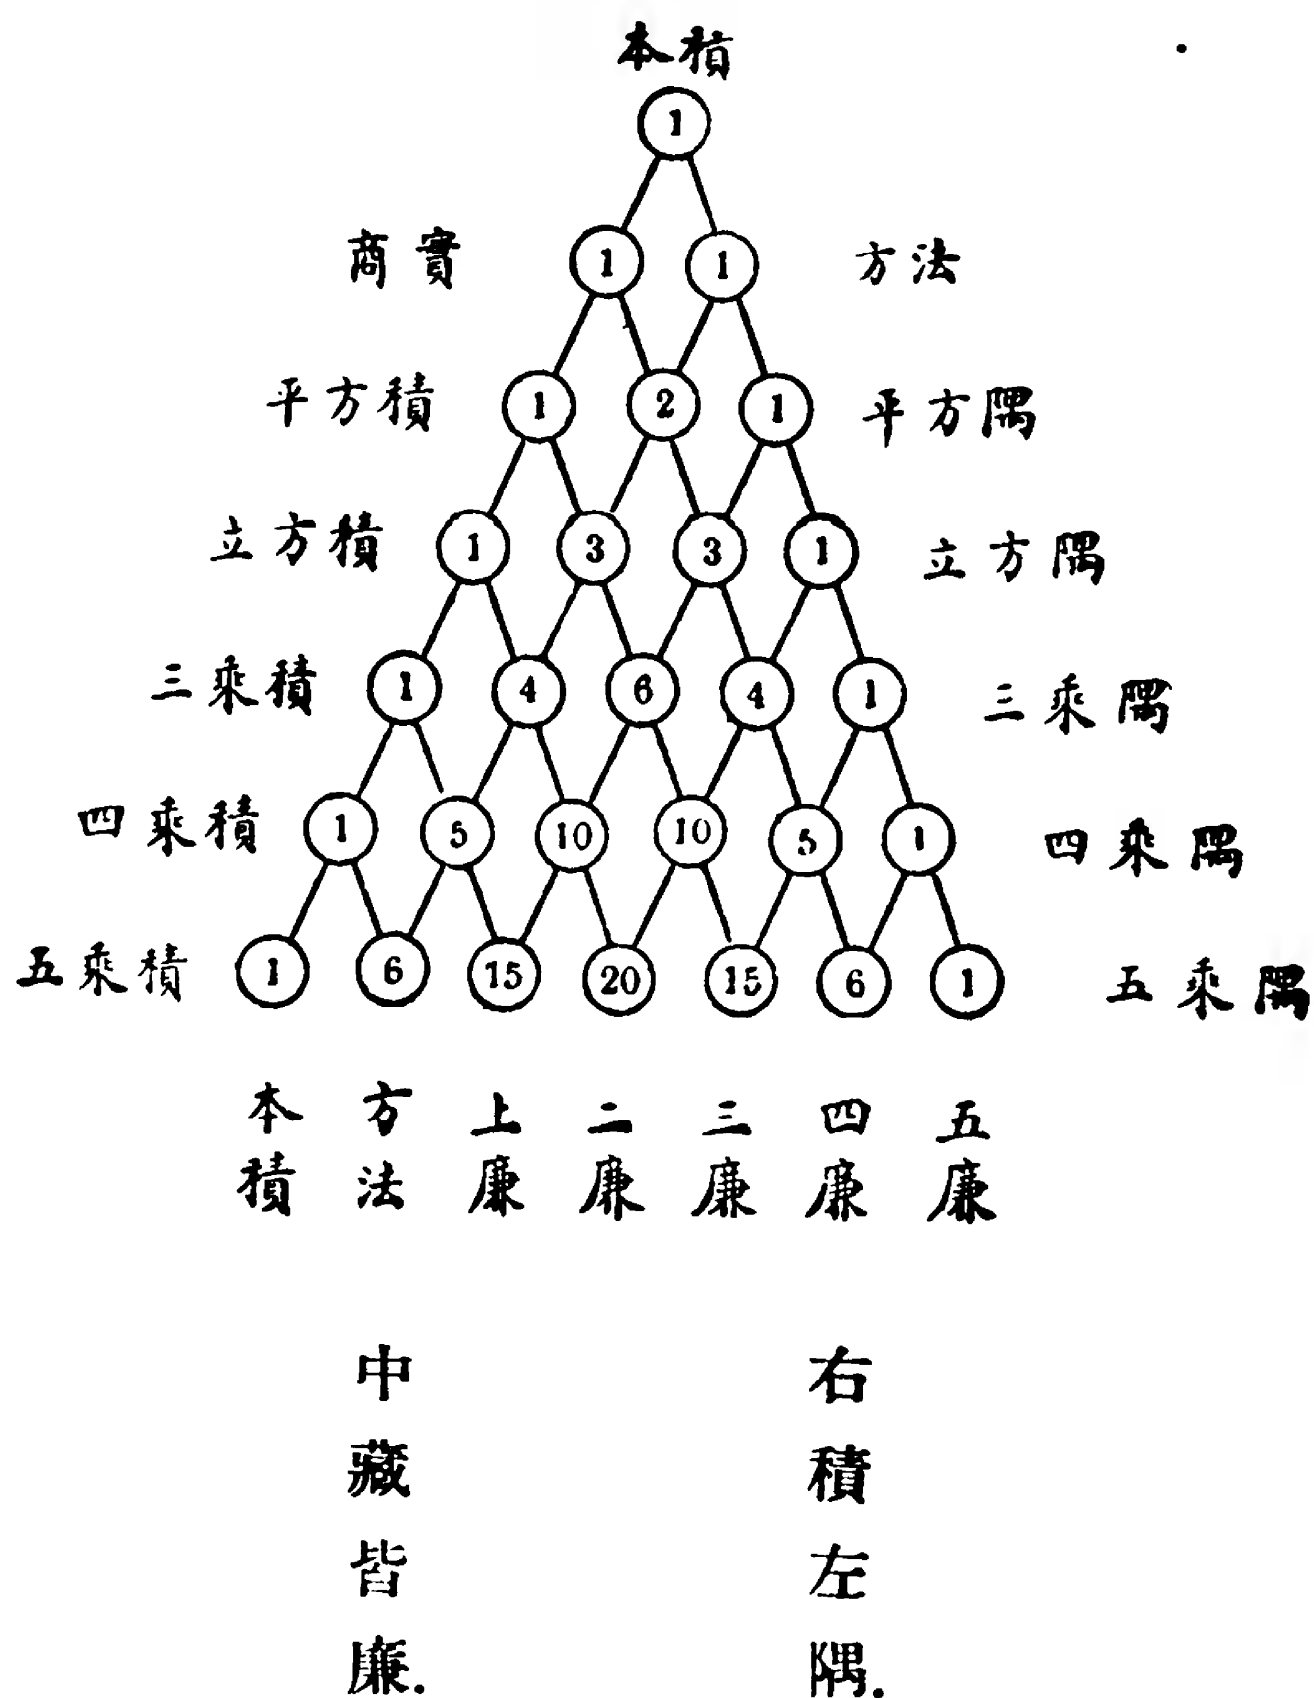 本積
1
商實 1 1 方法
平方積 1 2 1 平方隅
立方積 1 3 3 1 立方隅
三乘積 1 4 6 4 1 三乘隅
四乘積 1 5 10 10 5 1 四乘隅
五乘積 1 6 15 20 15 6 1 五乘隅
本積
方法
上廉
二廉
三廉
四廉
五廉
右積左隅.
中藏皆廉.